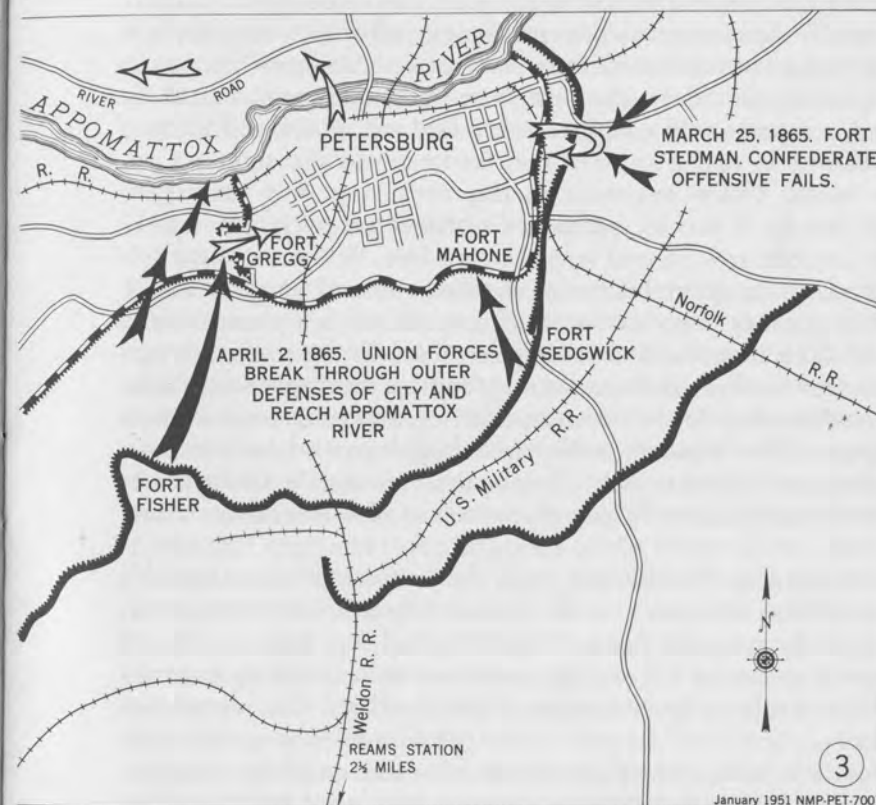 RIVER
RIVER ROAD
APPOMATTOX
R. R.
PETERSBURG
MARCH 25, 1865. FORT
STEDMAN. CONFEDERATE
OFFENSIVE FAILS.
FORT
GREGG
FORT
MAHONE
Norfolk
R.R.
APRIL 2, 1865. UNION FORCES
BREAK THROUGH OUTER
DEFENSES OF CITY AND
REACH APPOMATTOX
RIVER
FORT
SEDGWICK
U.S. Military R.R.
FORT
FISHER
Weldon R. R.
N
REAMS STATION
2½ MILES
3
January 1951 NMP-PET-700